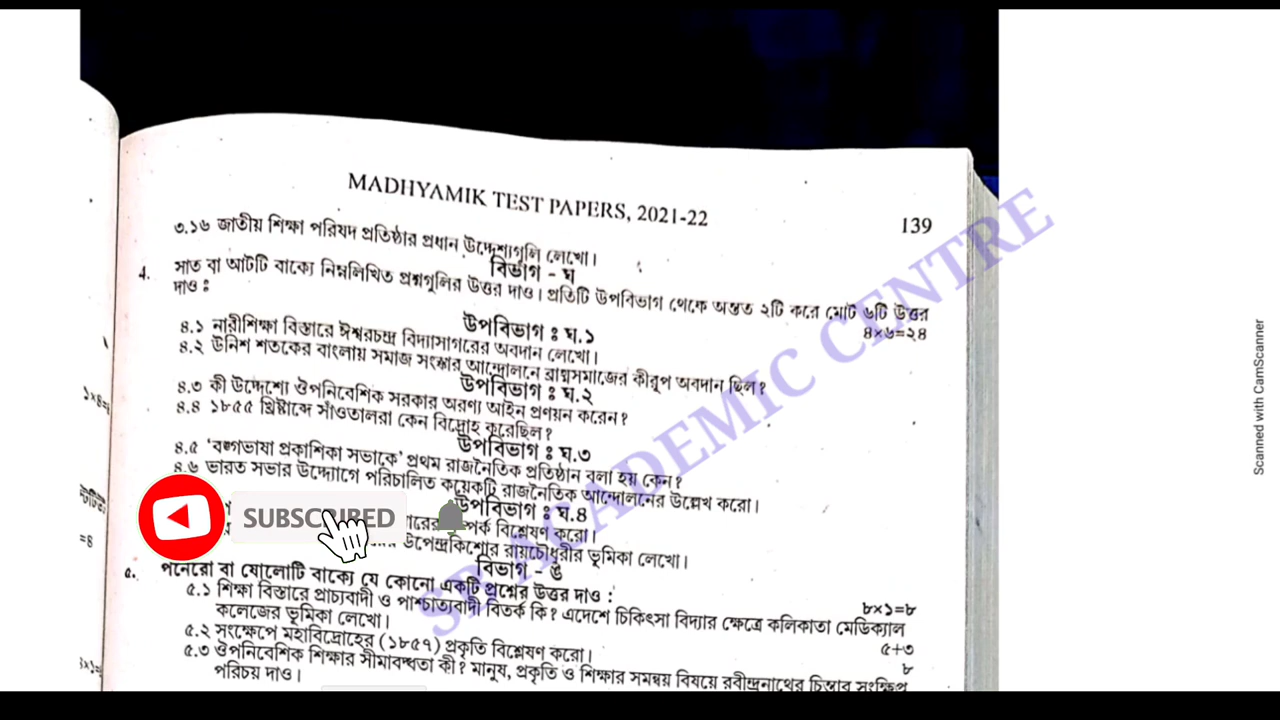 MADHYAMIK TEST PAPERS, 2021-22
139
৩.১৬ জাতীয় শিক্ষা পরিষদ প্রতিষ্ঠার প্রধান উদ্দেশ্যগুলি লেখো।
বিভাগ - ঘ
4. সাত বা আটটি বাক্যে নিম্নলিখিত প্রশ্নগুলির উত্তর দাও। প্রতিটি উপবিভাগ থেকে অন্তত ২টি করে মোট ৬টি উত্তর
দাও ঃ
৪×৬=২৪
উপবিভাগ ঃ ঘ.১
৪.১ নারীশিক্ষা বিস্তারে ঈশ্বরচন্দ্র বিদ্যাসাগরের অবদান লেখো।
৪.২ উনিশ শতকের বাংলায় সমাজ সংস্কার আন্দোলনে ব্রাহ্মসমাজের কীরূপ অবদান ছিল?
উপবিভাগ ঃ ঘ.২
৪.৩ কী উদ্দেশ্যে ঔপনিবেশিক সরকার অরণ্য আইন প্রণয়ন করেন?
৪.৪ ১৮৫৫ খ্রিষ্টাব্দে সাঁওতালরা কেন বিদ্রোহ করেছিল?
উপবিভাগ ঃ ঘ.৩
৪.৫ 'বঙ্গভাষা প্রকাশিকা সভাকে' প্রথম রাজনৈতিক প্রতিষ্ঠান বলা হয় কেন?
৪.৬ ভারত সভার উদ্যোগে পরিচালিত কয়েকটি রাজনৈতিক আন্দোলনের উল্লেখ করো।
উপবিভাগ ঃ ঘ.৪
বিশ্লেষণ করো।
উপেন্দ্রকিশোর রায়চৌধুরীর ভূমিকা লেখো।
SUBSCRIBED
বিভাগ - ঙ
৫. পনেরো বা ষোলোটি বাক্যে যে কোনো একটি প্রশ্নের উত্তর দাও :
৮×১=৮
৫.১ শিক্ষা বিস্তারে প্রাচ্যবাদী ও পাশ্চাত্যবাদী বিতর্ক কি? এদেশে চিকিৎসা বিদ্যার ক্ষেত্রে কলিকাতা মেডিক্যাল
কলেজের ভূমিকা লেখো।
৫+৩
৫.২ সংক্ষেপে মহাবিদ্রোহের (১৮৫৭) প্রকৃতি বিশ্লেষণ করো।
৮
৫.৩ ঔপনিবেশিক শিক্ষার সীমাবদ্ধতা কী? মানুষ, প্রকৃতি ও শিক্ষার সমন্বয় বিষয়ে রবীন্দ্রনাথের চিন্তার সংক্ষিপ্ত
পরিচয় দাও।
SR ACADEMIC CENTRE
Scanned with CamScanner